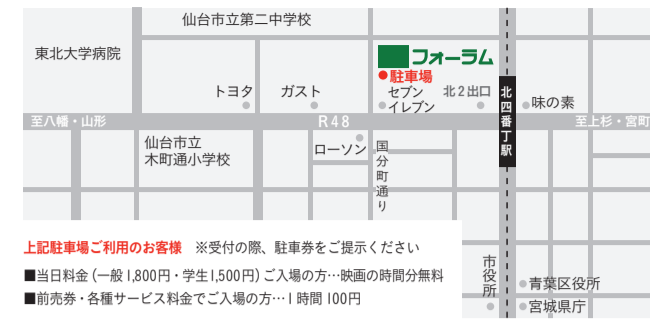 仙台市立第二中学校
東北大学病院
フォーラム
駐車場
トヨタ
ガスト
セブン
イレブン
北2出口
北四番丁駅
味の素
至八幡・山形
R48
至上杉・宮町
仙台市立
木町通小学校
ローソン
国分町通り
上記駐車場ご利用のお客様 ※受付の際、駐車券をご提示ください
■当日料金(一般1,800円・学生1,500円)ご入場の方…映画の時間分無料
■前売券・各種サービス料金でご入場の方…1時間100円
市役所
青葉区役所
宮城県庁